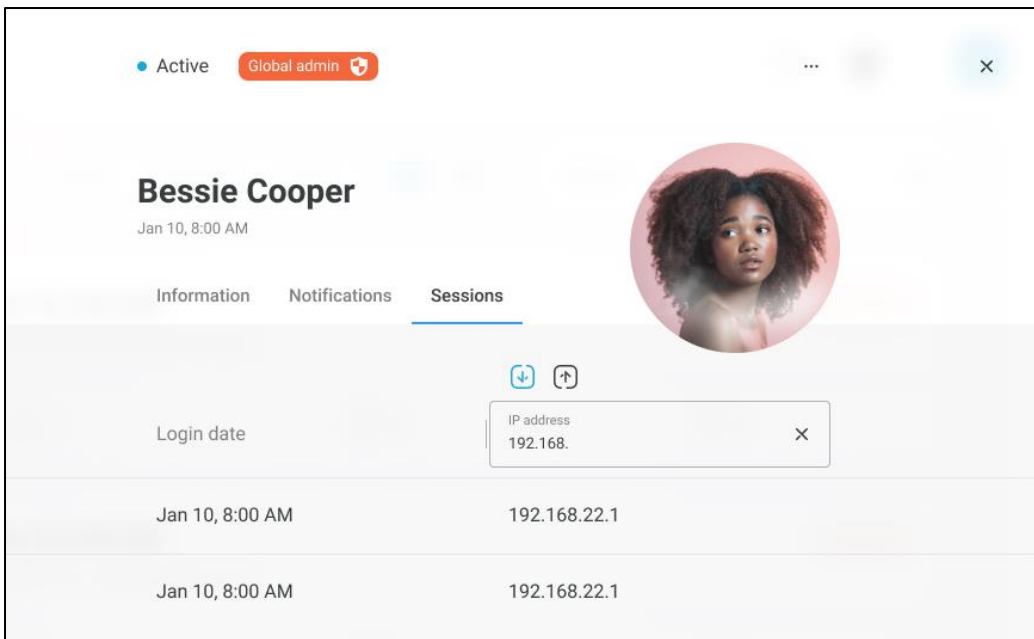 Active Global admin ...
Bessie Cooper
Jan 10, 8:00 AM
Information Notifications Sessions
IP address
Login date 192.168.
Jan 10, 8:00 AM 192.168.22.1
Jan 10, 8:00 AM 192.168.22.1